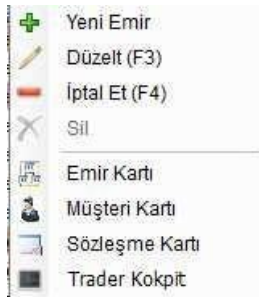 Yeni Emir
Düzelt (F3)
İptal Et (F4)
Sil
Emir Kartı
Müşteri Kartı
Sözleşme Kartı
Trader Kokpit